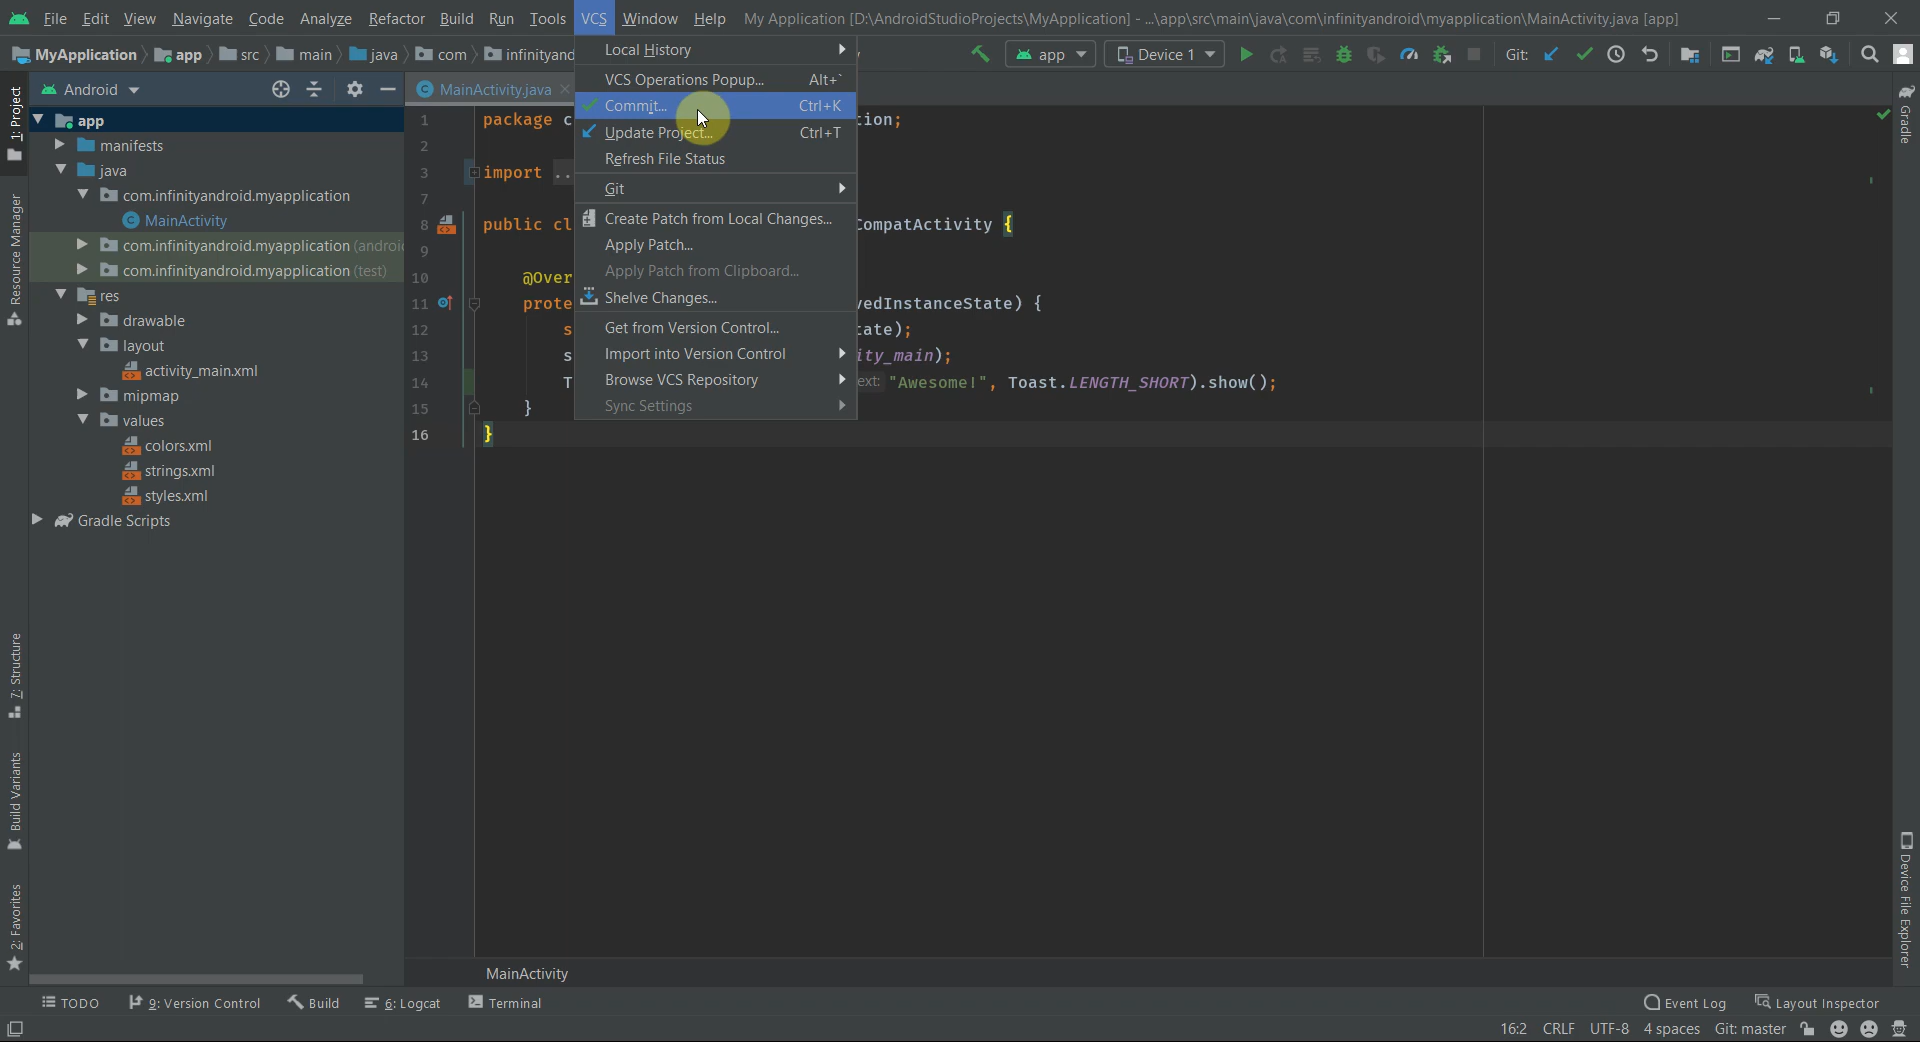 File Edit View Navigate Code Analyze Refactor Build Run Tools VCS Window Help My Application [D:\AndroidStudioProjects\MyApplication] - ...\app\src\main\java\com\infinityandroid\myapplication\MainActivity.java [app]
MyApplication app src main java com infinityand app Device 1 Git:
Android
MainActivity.java
1: Project
Resource Manager
7: Structure
Build Variants
2: Favorites
app
manifests
java
com.infinityandroid.myapplication
MainActivity
com.infinityandroid.myapplication (androi
com.infinityandroid.myapplication (test)
res
drawable
layout
activity_main.xml
mipmap
values
colors.xml
strings.xml
styles.xml
Gradle Scripts
Local History
VCS Operations Popup... Alt+`
Commit... Ctrl+K
Update Project... Ctrl+T
Refresh File Status
Git
Create Patch from Local Changes...
Apply Patch...
Apply Patch from Clipboard...
Shelve Changes...
Get from Version Control...
Import into Version Control
Browse VCS Repository
Sync Settings
1 package c tion;
2
3 import ..
7
8 public cl CompatActivity {
9
10 @Over
11 prote vedInstanceState) {
12 s tate);
13 s ity_main);
14 T ext: "Awesome!", Toast.LENGTH_SHORT).show();
15 }
16 }
MainActivity
Gradle
Device File Explorer
TODO 9: Version Control Build 6: Logcat Terminal Event Log Layout Inspector
16:2 CRLF UTF-8 4 spaces Git: master